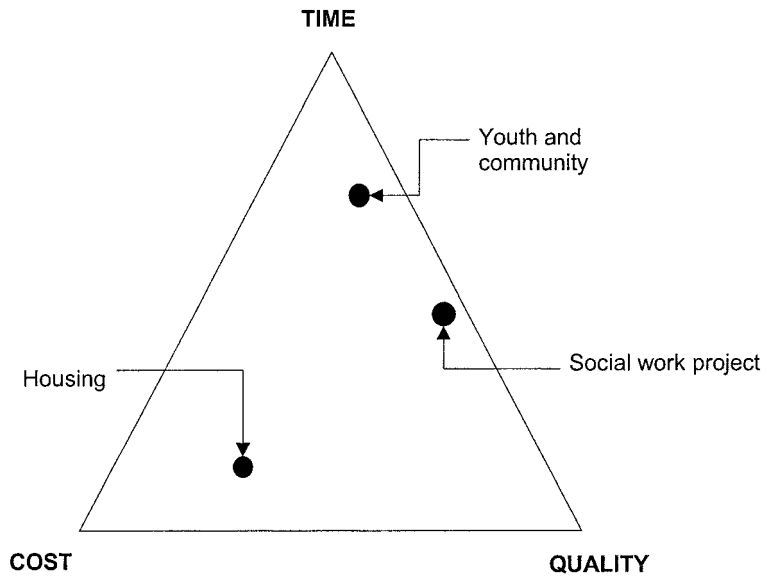 TIME
Youth and
community
Social work project
Housing
COST
QUALITY